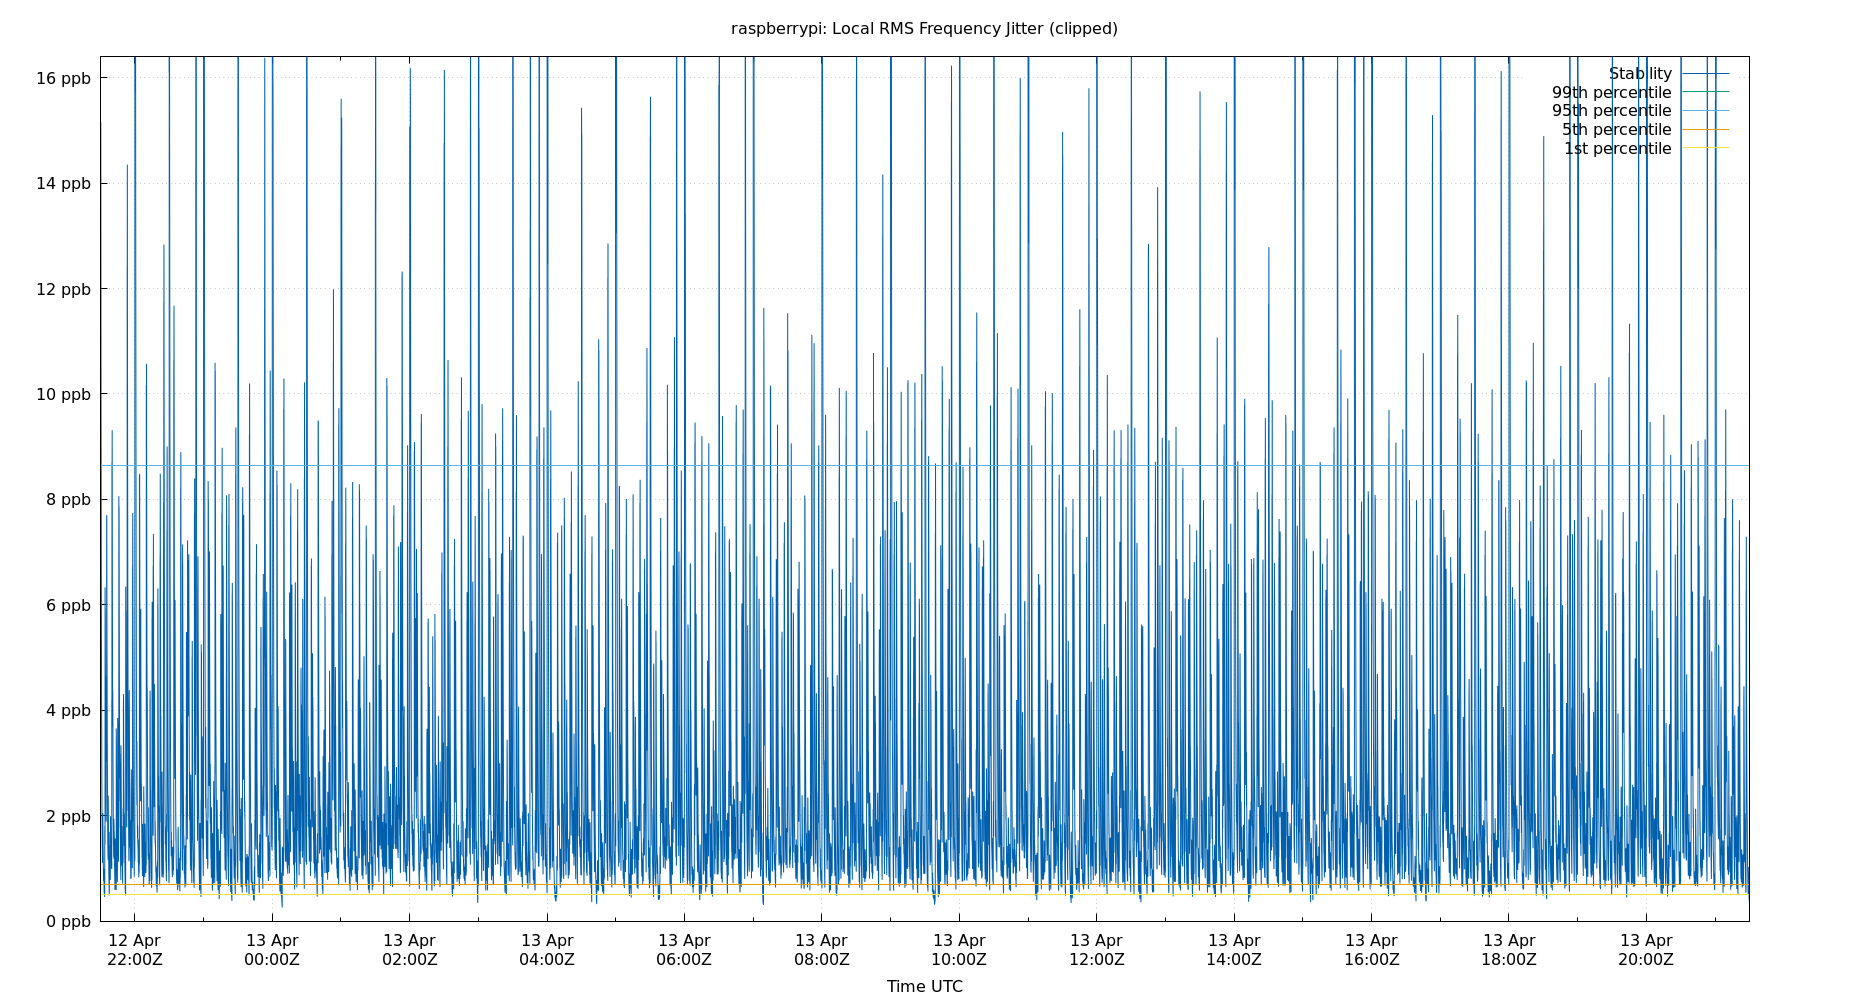 raspberrypi: Local RMS Frequency Jitter (clipped)
16 ppb
14 ppb
12 ppb
10 ppb
8 ppb
6 ppb
4 ppb
2 ppb
0 ppb
Stability
99th percentile
95th percentile
5th percentile
1st percentile
12 Apr
22:00Z
13 Apr
00:00Z
13 Apr
02:00Z
13 Apr
04:00Z
13 Apr
06:00Z
13 Apr
08:00Z
13 Apr
10:00Z
13 Apr
12:00Z
13 Apr
14:00Z
13 Apr
16:00Z
13 Apr
18:00Z
13 Apr
20:00Z
Time UTC